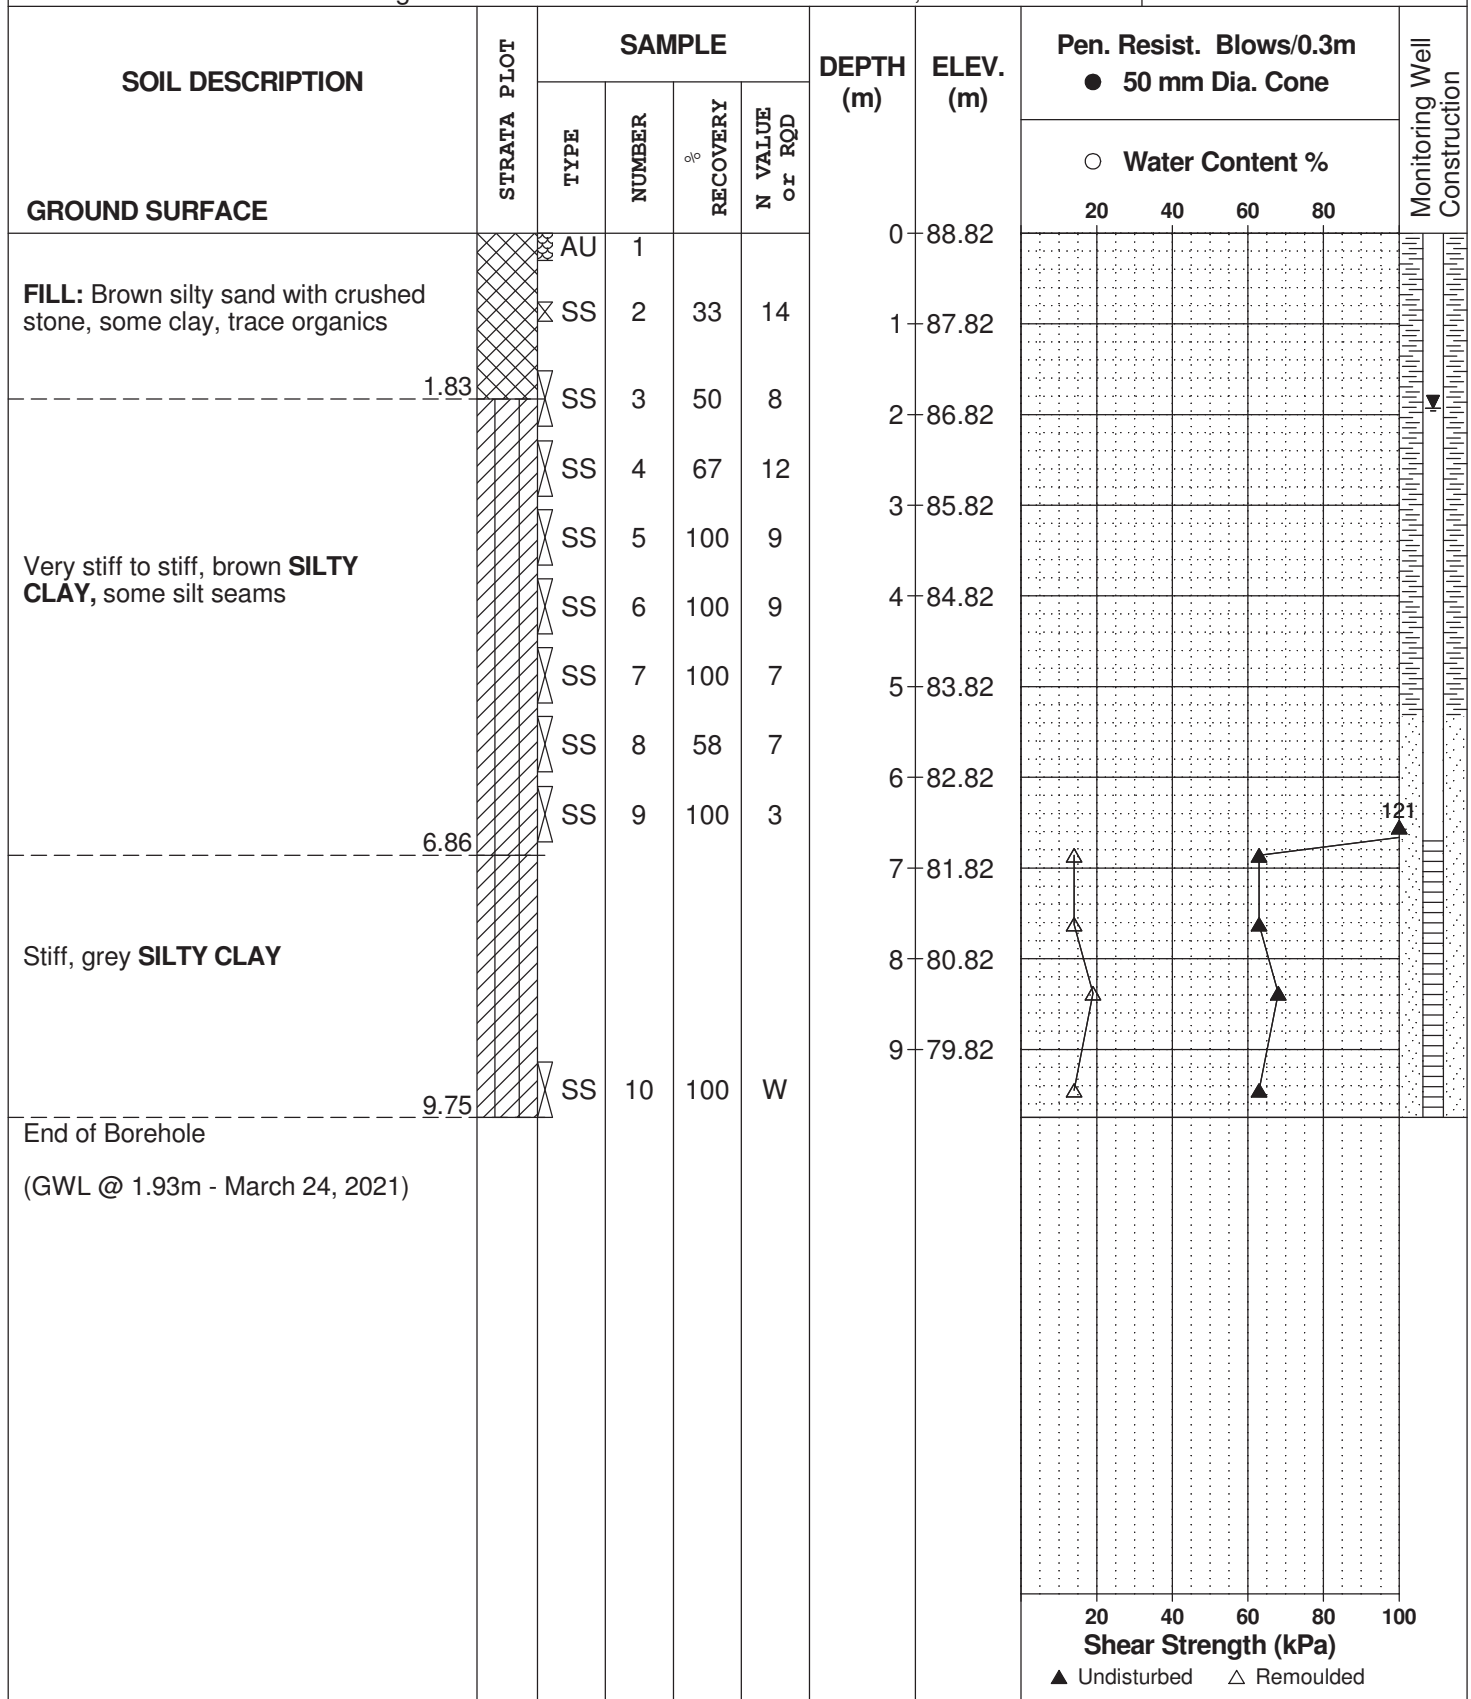 SOIL DESCRIPTION
GROUND SURFACE
STRATA PLOT
SAMPLE
TYPE
NUMBER
% RECOVERY
N VALUE or RQD
DEPTH (m)
ELEV. (m)
Pen. Resist. Blows/0.3m
● 50 mm Dia. Cone
○ Water Content %
20 40 60 80
Monitoring Well Construction
0 88.82
AU 1
FILL: Brown silty sand with crushed
stone, some clay, trace organics
SS 2 33 14
1 87.82
1.83
SS 3 50 8
2 86.82
SS 4 67 12
3 85.82
SS 5 100 9
Very stiff to stiff, brown SILTY
CLAY, some silt seams
4 84.82
SS 6 100 9
SS 7 100 7
5 83.82
SS 8 58 7
6 82.82
SS 9 100 3
121
6.86
7 81.82
Stiff, grey SILTY CLAY
8 80.82
9 79.82
SS 10 100 W
9.75
End of Borehole
(GWL @ 1.93m - March 24, 2021)
20 40 60 80 100
Shear Strength (kPa)
▲ Undisturbed △ Remoulded